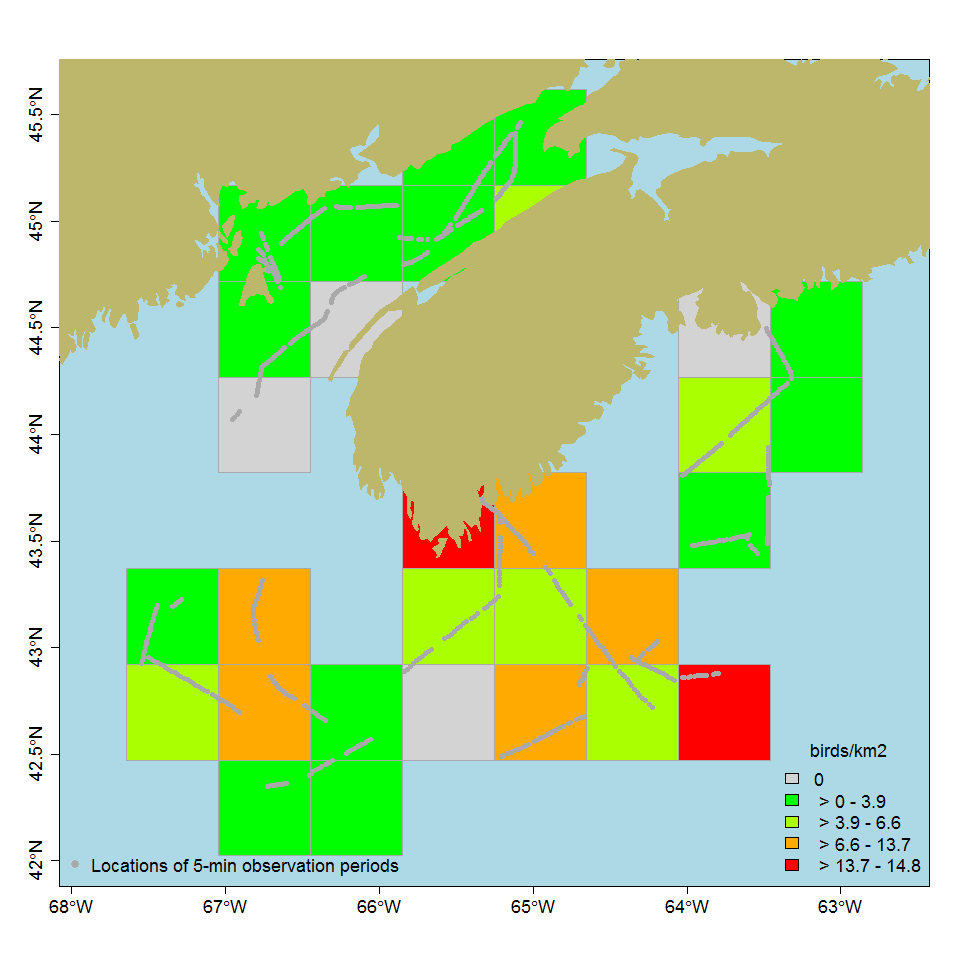 45.5°N
45°N
44.5°N
44°N
43.5°N
43°N
42.5°N
42°N
birds/km2
0
> 0 - 3.9
> 3.9 - 6.6
> 6.6 - 13.7
> 13.7 - 14.8
Locations of 5-min observation periods
68°W 67°W 66°W 65°W 64°W 63°W